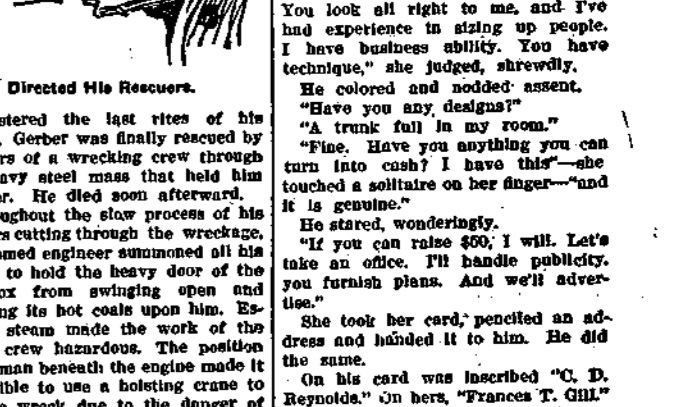 Directed His Rescuers.
stered the last rites of his
. Gerber was finally rescued by
rs of a wrecking crew through
avy steel mass that held him
er. He died soon afterward.
oughout the slow process of his
s cutting through the wreckage,
omed engineer summoned all his
to hold the heavy door of the
ox from swinging open and
ng its hot coals upon him. Es-
steam made the work of the
crew hazardous. The position
man beneath the engine made it
ible to use a hoisting crane to
wreck due to the danger of
You look all right to me, and I've
had experience in sizing up people.
I have business ability. You have
technique," she judged, shrewdly.
He colored and nodded assent.
"Have you any designs?"
"A trunk full in my room."
"Fine. Have you anything you can
turn into cash? I have this"—she
touched a solitaire on her finger—"and
it is genuine."
He stared, wonderingly.
"If you can raise $50, I will. Let's
take an office. I'll handle publicity.
you furnish plans. And we'll adver-
tise."
She took her card, penciled an ad-
dress and handed it to him. He did
the same.
On his card was inscribed "C. D.
Reynolds." On hers, "Frances T. Gill."